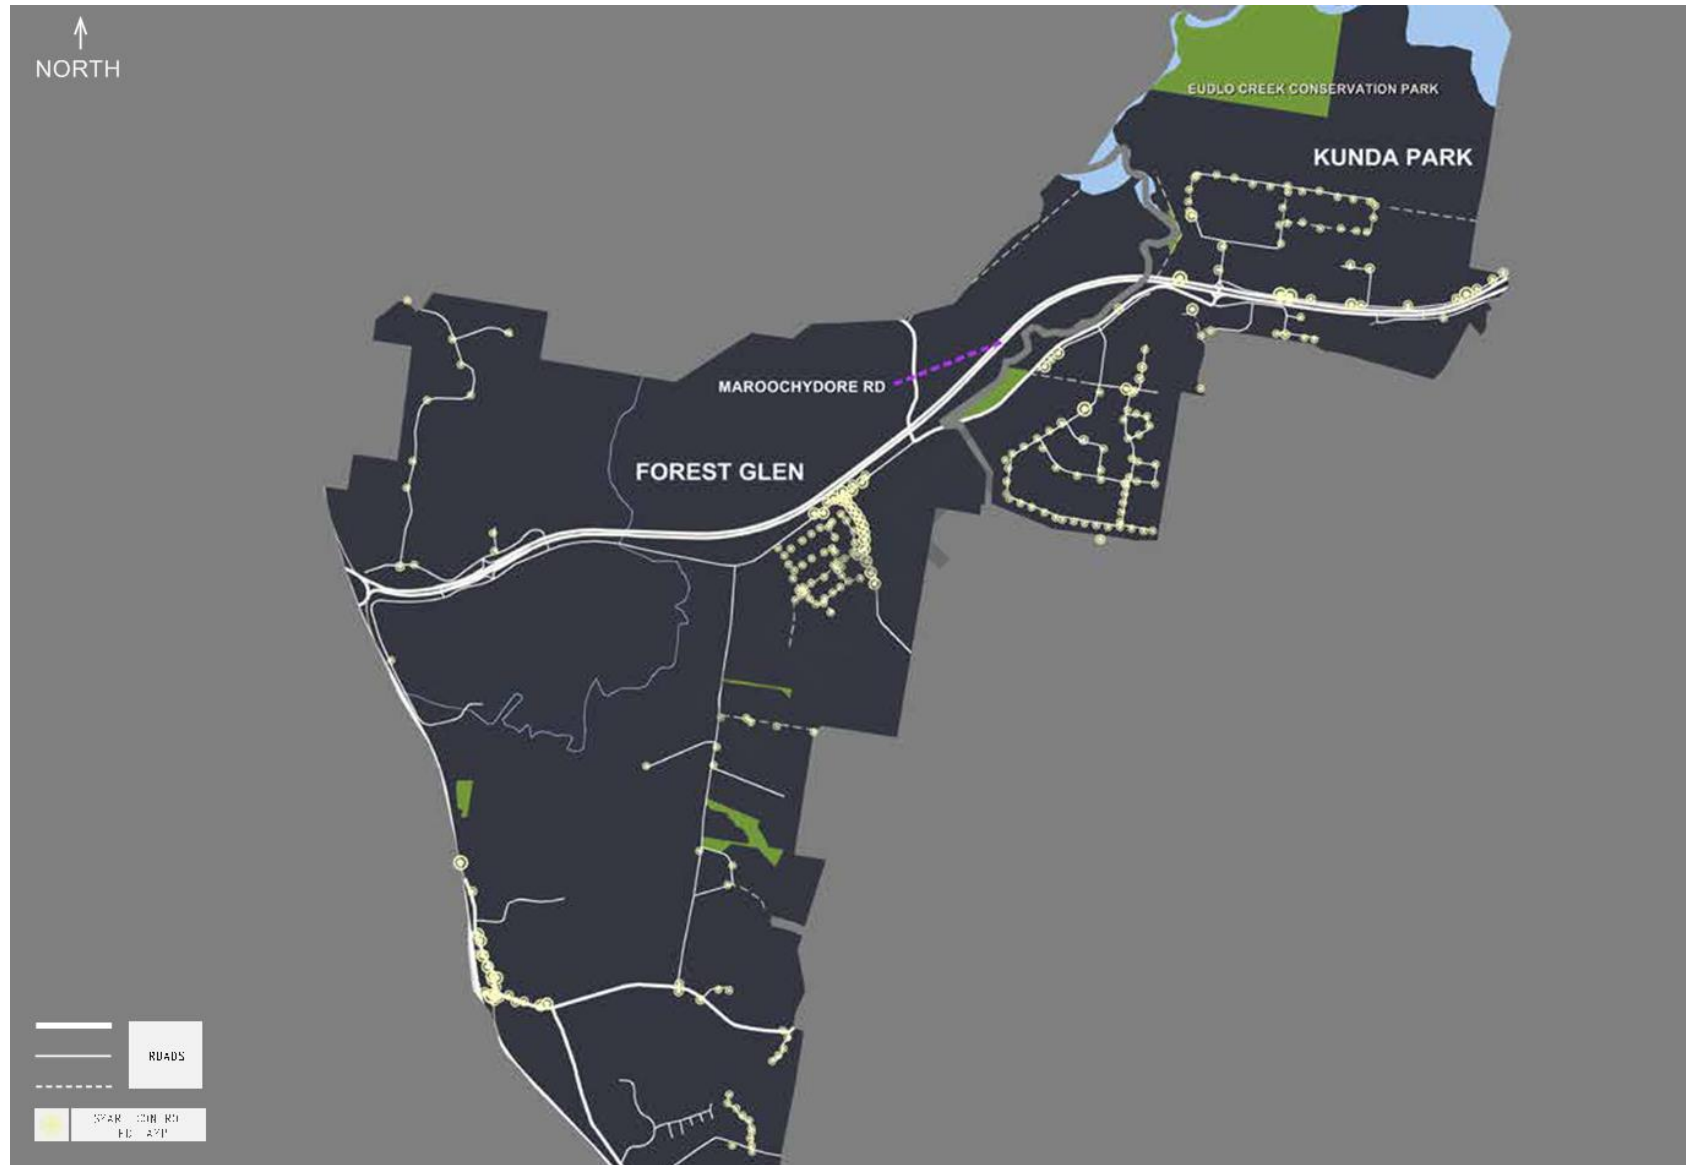 NORTH
EUDLO CREEK CONSERVATION PARK
KUNDA PARK
MAROOCHYDORE RD
FOREST GLEN
ROADS